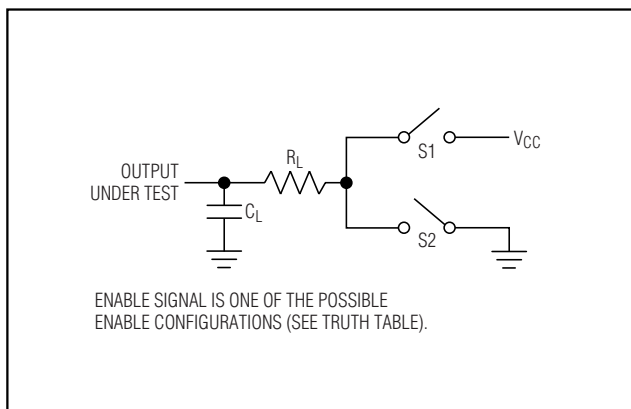 S1
VCC
OUTPUT
UNDER TEST
RL
CL
S2
ENABLE SIGNAL IS ONE OF THE POSSIBLE
ENABLE CONFIGURATIONS (SEE TRUTH TABLE).